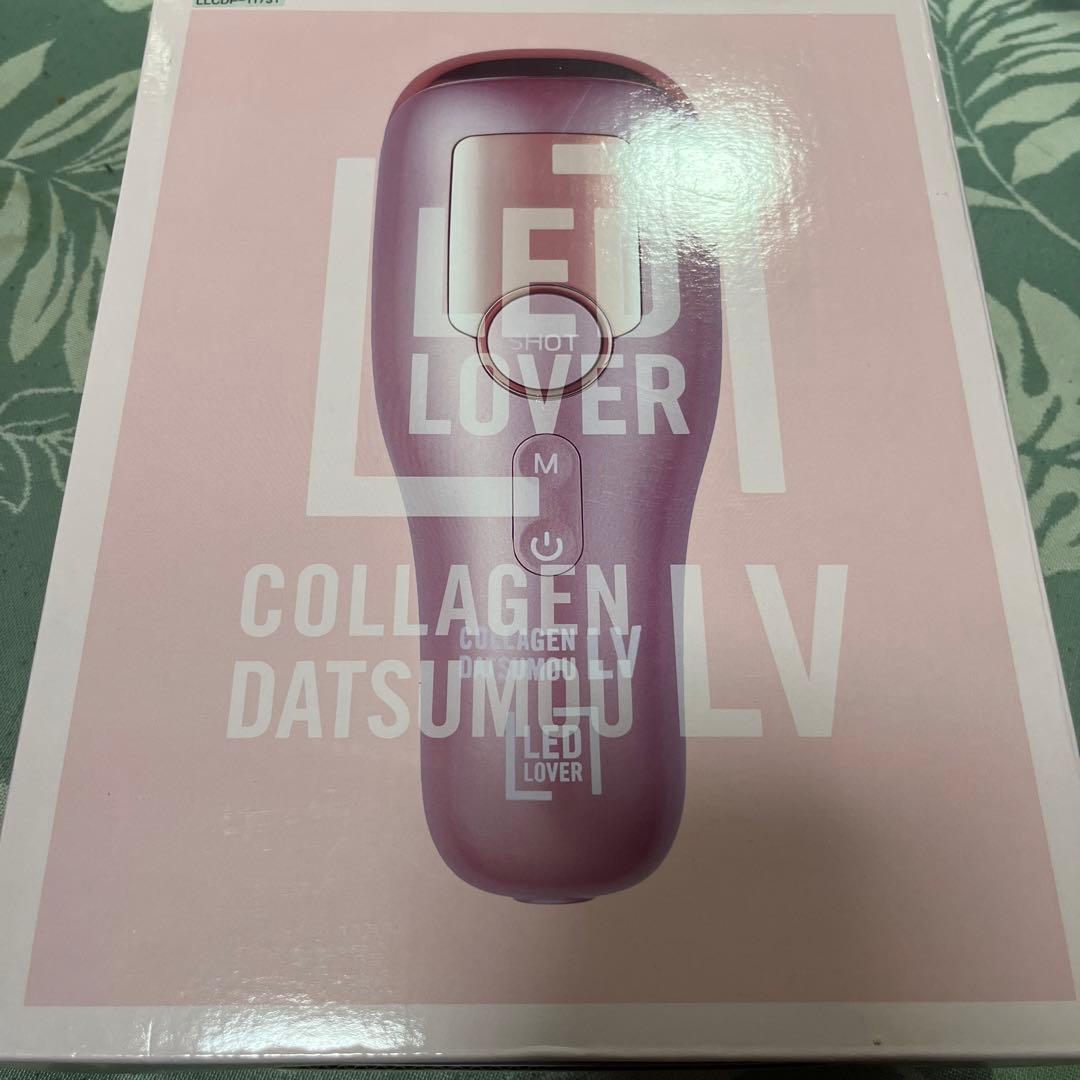 LED
LOVER
SHOT
M
COLLAGEN
DATSUMOU LV
COLLAGEN
DATSUMOU LV
LED
LOVER